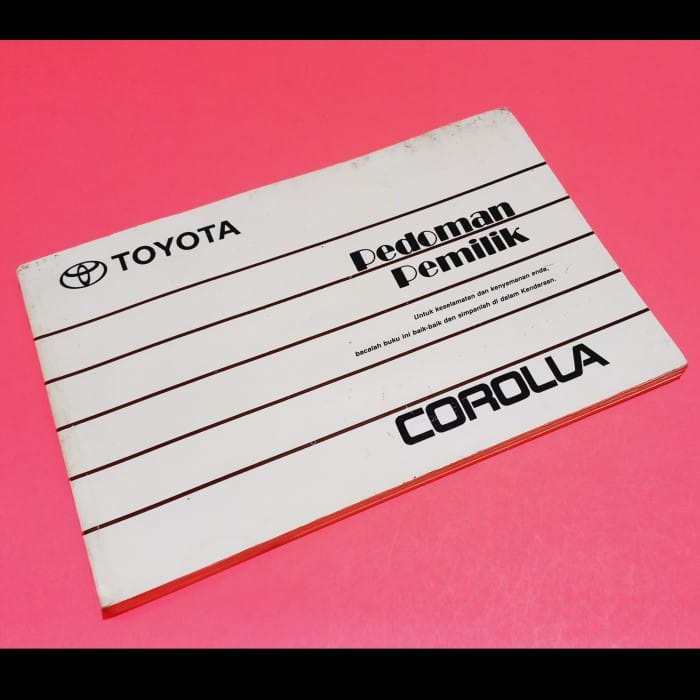 TOYOTA
Pedoman
Pemilik
Untuk keselamatan dan kenyamanan anda,
bacalah buku ini baik-baik dan simpanlah di dalam Kendaraan.
COROLLA